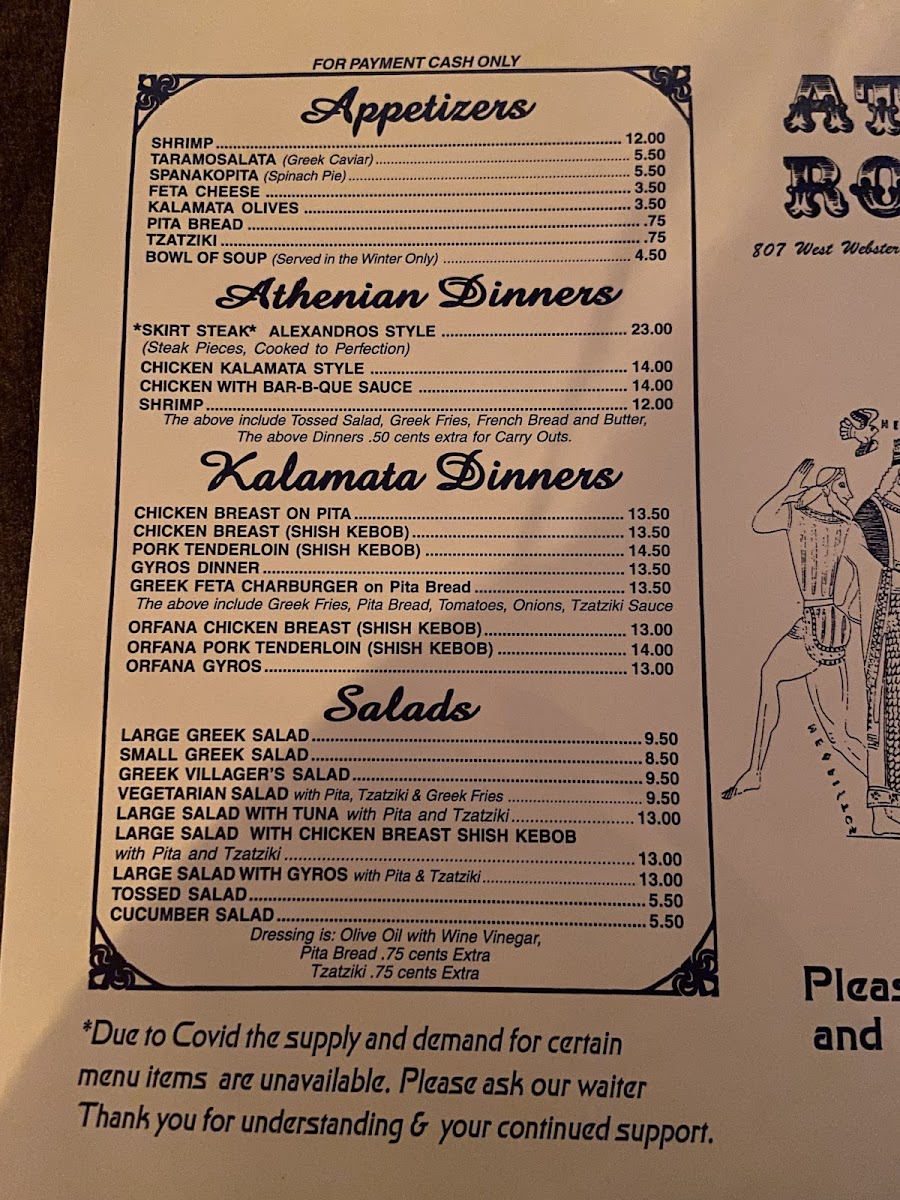 FOR PAYMENT CASH ONLY
Appetizers
SHRIMP 12.00
TARAMOSALATA (Greek Caviar) 5.50
SPANAKOPITA (Spinach Pie) 5.50
FETA CHEESE 3.50
KALAMATA OLIVES 3.50
PITA BREAD .75
TZATZIKI .75
BOWL OF SOUP (Served in the Winter Only) 4.50
Athenian Dinners
*SKIRT STEAK* ALEXANDROS STYLE 23.00
(Steak Pieces, Cooked to Perfection)
CHICKEN KALAMATA STYLE 14.00
CHICKEN WITH BAR-B-QUE SAUCE 14.00
SHRIMP 12.00
The above include Tossed Salad, Greek Fries, French Bread and Butter,
The above Dinners .50 cents extra for Carry Outs.
Kalamata Dinners
CHICKEN BREAST ON PITA 13.50
CHICKEN BREAST (SHISH KEBOB) 13.50
PORK TENDERLOIN (SHISH KEBOB) 14.50
GYROS DINNER 13.50
GREEK FETA CHARBURGER on Pita Bread 13.50
The above include Greek Fries, Pita Bread, Tomatoes, Onions, Tzatziki Sauce
ORFANA CHICKEN BREAST (SHISH KEBOB) 13.00
ORFANA PORK TENDERLOIN (SHISH KEBOB) 14.00
ORFANA GYROS 13.00
Salads
LARGE GREEK SALAD 9.50
SMALL GREEK SALAD 8.50
GREEK VILLAGER'S SALAD 9.50
VEGETARIAN SALAD with Pita, Tzatziki & Greek Fries 9.50
LARGE SALAD WITH TUNA with Pita and Tzatziki 13.00
LARGE SALAD WITH CHICKEN BREAST SHISH KEBOB
with Pita and Tzatziki 13.00
LARGE SALAD WITH GYROS with Pita & Tzatziki 13.00
TOSSED SALAD 5.50
CUCUMBER SALAD 5.50
Dressing is: Olive Oil with Wine Vinegar,
Pita Bread .75 cents Extra
Tzatziki .75 cents Extra
*Due to Covid the supply and demand for certain
menu items are unavailable. Please ask our waiter
Thank you for understanding & your continued support.
AT
RO
807 West Webster
Pleas
and